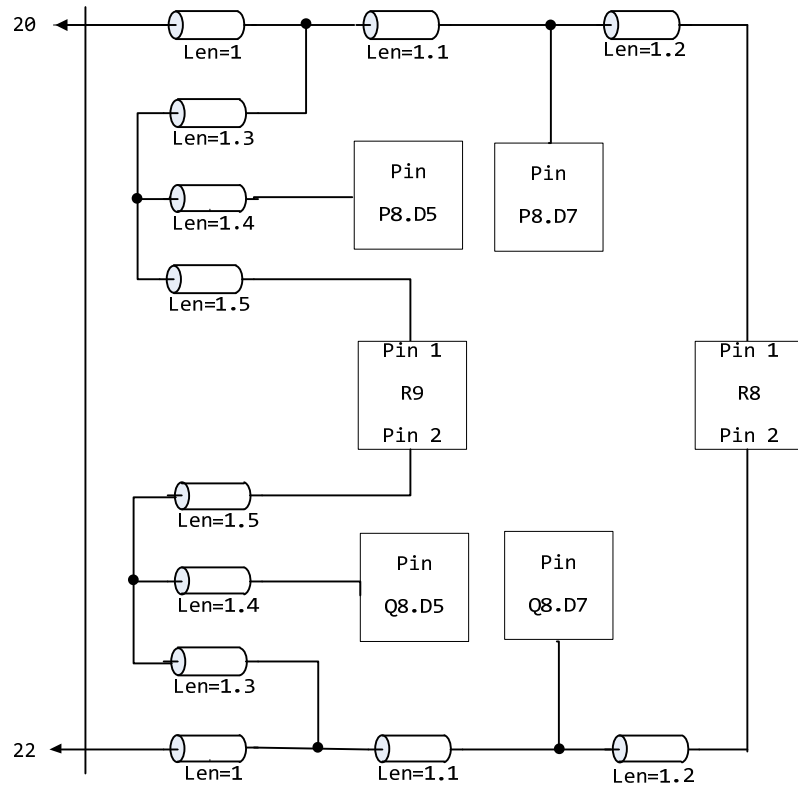 20
Len=1
Len=1.1
Len=1.2
Len=1.3
Pin
P8.D5
Pin
P8.D7
Len=1.4
Len=1.5
Pin 1
R9
Pin 2
Pin 1
R8
Pin 2
Len=1.5
Pin
Q8.D5
Pin
Q8.D7
Len=1.4
Len=1.3
22
Len=1
Len=1.1
Len=1.2